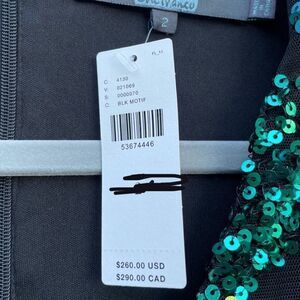 2
C: 4130
V: 021069
S: 0000070
C: BLK MOTIF
53674446
$260.00 USD
$290.00 CAD